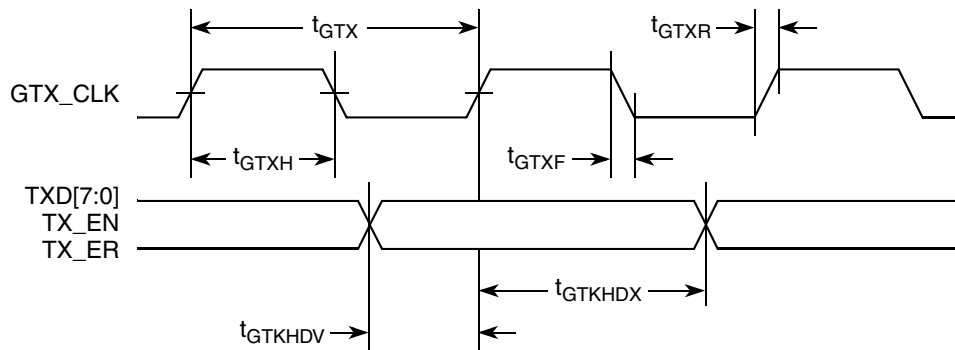 tGTX
tGTXR
GTX_CLK
tGTXH
tGTXF
TXD[7:0]
TX_EN
TX_ER
tGTKHDX
tGTKHDV